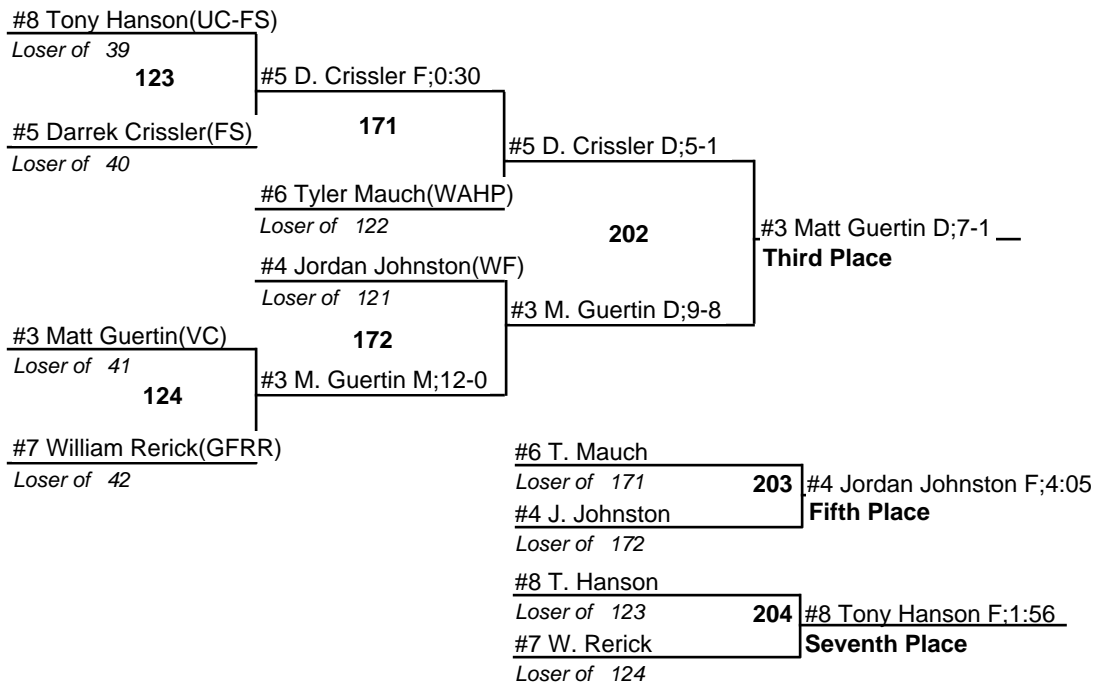 #8 Tony Hanson(UC-FS)
Loser of 39
123
#5 D. Crissler F;0:30
#5 Darrek Crissler(FS)
Loser of 40
171
#5 D. Crissler D;5-1
#6 Tyler Mauch(WAHP)
Loser of 122
202
#3 Matt Guertin D;7-1
Third Place
#4 Jordan Johnston(WF)
Loser of 121
#3 M. Guertin D;9-8
#3 Matt Guertin(VC)
Loser of 41
172
124
#3 M. Guertin M;12-0
#7 William Rerick(GFRR)
Loser of 42
#6 T. Mauch
Loser of 171
203
#4 Jordan Johnston F;4:05
Fifth Place
#4 J. Johnston
Loser of 172
#8 T. Hanson
Loser of 123
204
#8 Tony Hanson F;1:56
Seventh Place
#7 W. Rerick
Loser of 124